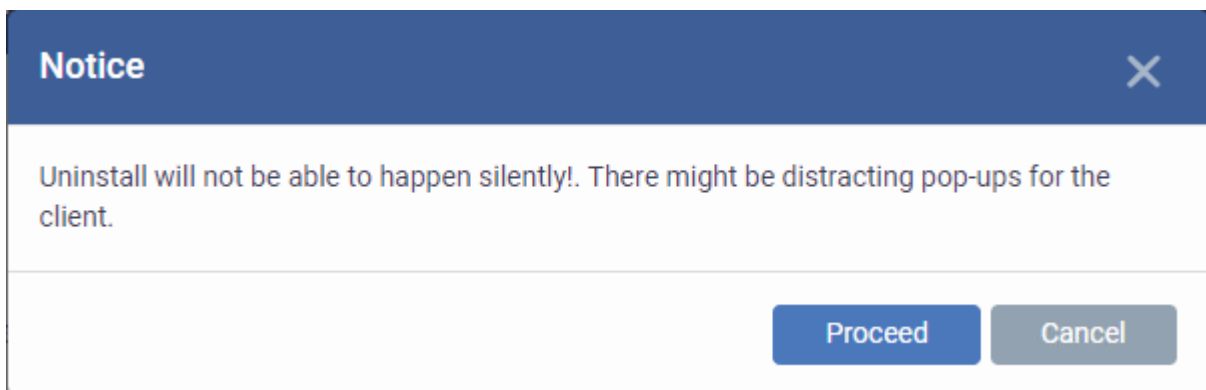 Notice
Uninstall will not be able to happen silently!. There might be distracting pop-ups for the
client.
Proceed
Cancel